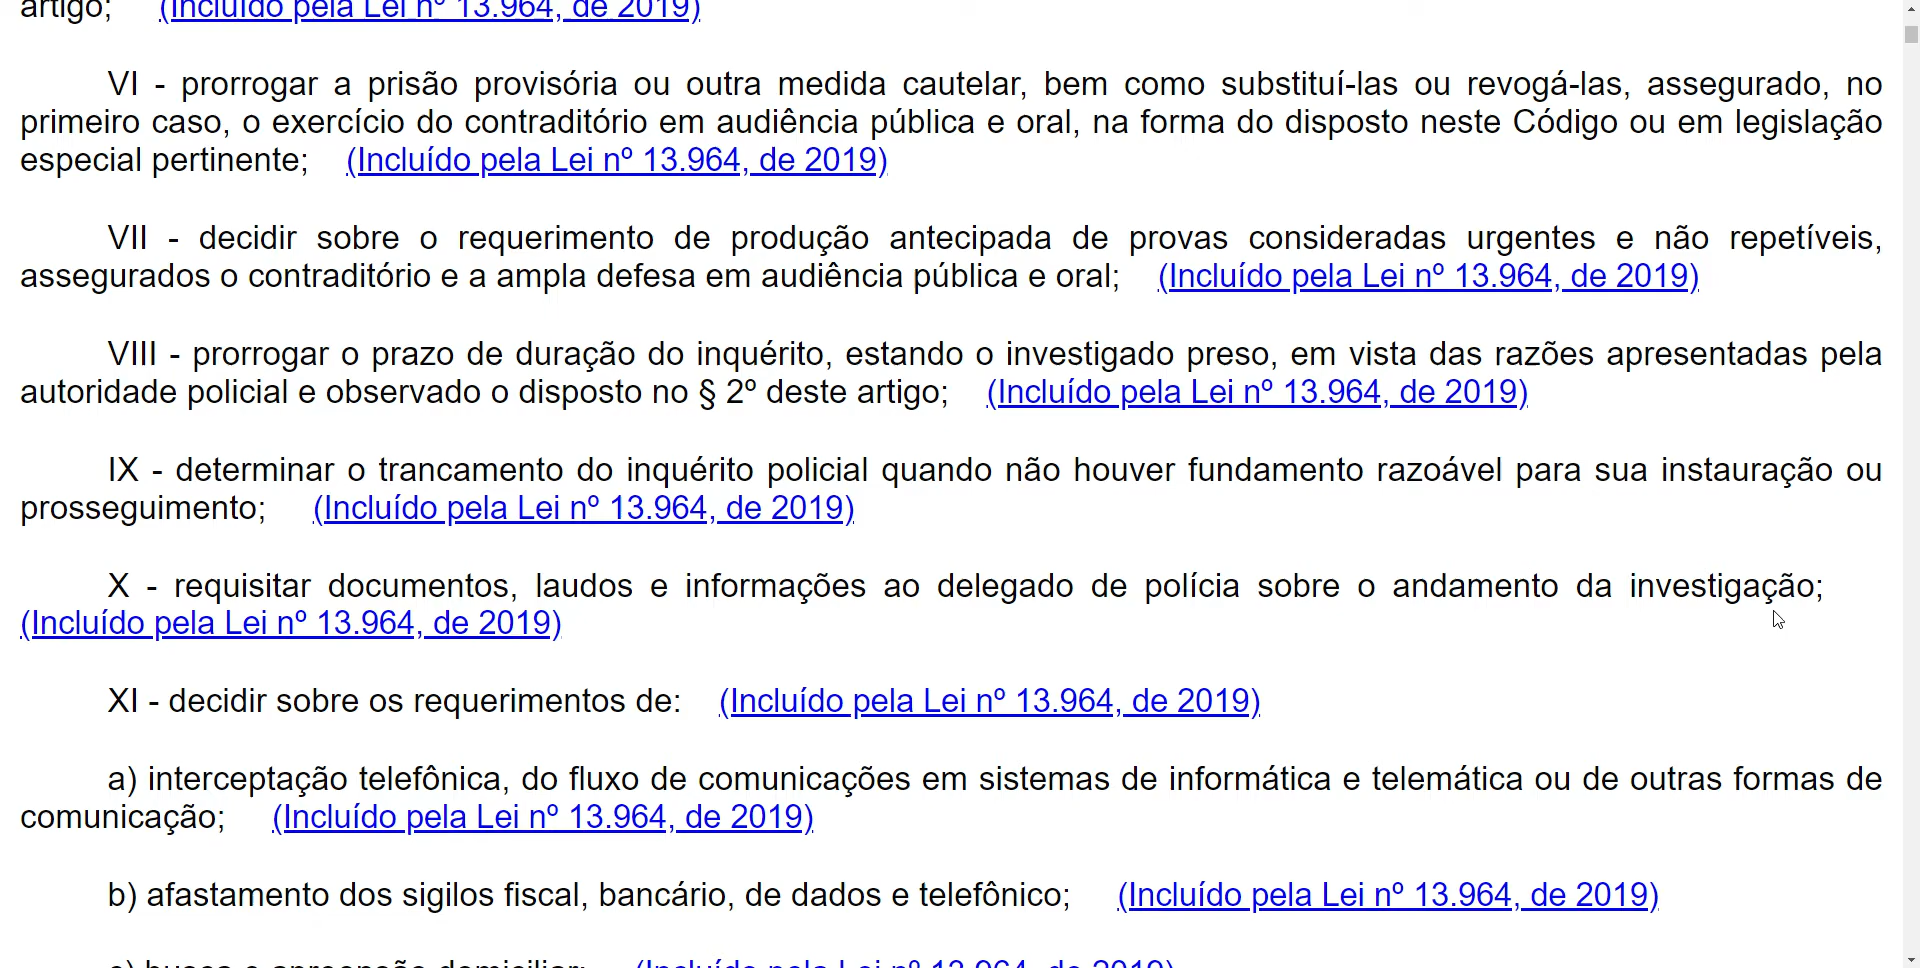 artigo; (Incluído pela Lei nº 13.964, de 2019)
VI - prorrogar a prisão provisória ou outra medida cautelar, bem como substituí-las ou revogá-las, assegurado, no
primeiro caso, o exercício do contraditório em audiência pública e oral, na forma do disposto neste Código ou em legislação
especial pertinente; (Incluído pela Lei nº 13.964, de 2019)
VII - decidir sobre o requerimento de produção antecipada de provas consideradas urgentes e não repetíveis,
assegurados o contraditório e a ampla defesa em audiência pública e oral; (Incluído pela Lei nº 13.964, de 2019)
VIII - prorrogar o prazo de duração do inquérito, estando o investigado preso, em vista das razões apresentadas pela
autoridade policial e observado o disposto no § 2º deste artigo; (Incluído pela Lei nº 13.964, de 2019)
IX - determinar o trancamento do inquérito policial quando não houver fundamento razoável para sua instauração ou
prosseguimento; (Incluído pela Lei nº 13.964, de 2019)
X - requisitar documentos, laudos e informações ao delegado de polícia sobre o andamento da investigação;
(Incluído pela Lei nº 13.964, de 2019)
XI - decidir sobre os requerimentos de: (Incluído pela Lei nº 13.964, de 2019)
a) interceptação telefônica, do fluxo de comunicações em sistemas de informática e telemática ou de outras formas de
comunicação; (Incluído pela Lei nº 13.964, de 2019)
b) afastamento dos sigilos fiscal, bancário, de dados e telefônico; (Incluído pela Lei nº 13.964, de 2019)
c) busca e apreensão domiciliar; (Incluído pela Lei nº 13.964, de 2019)